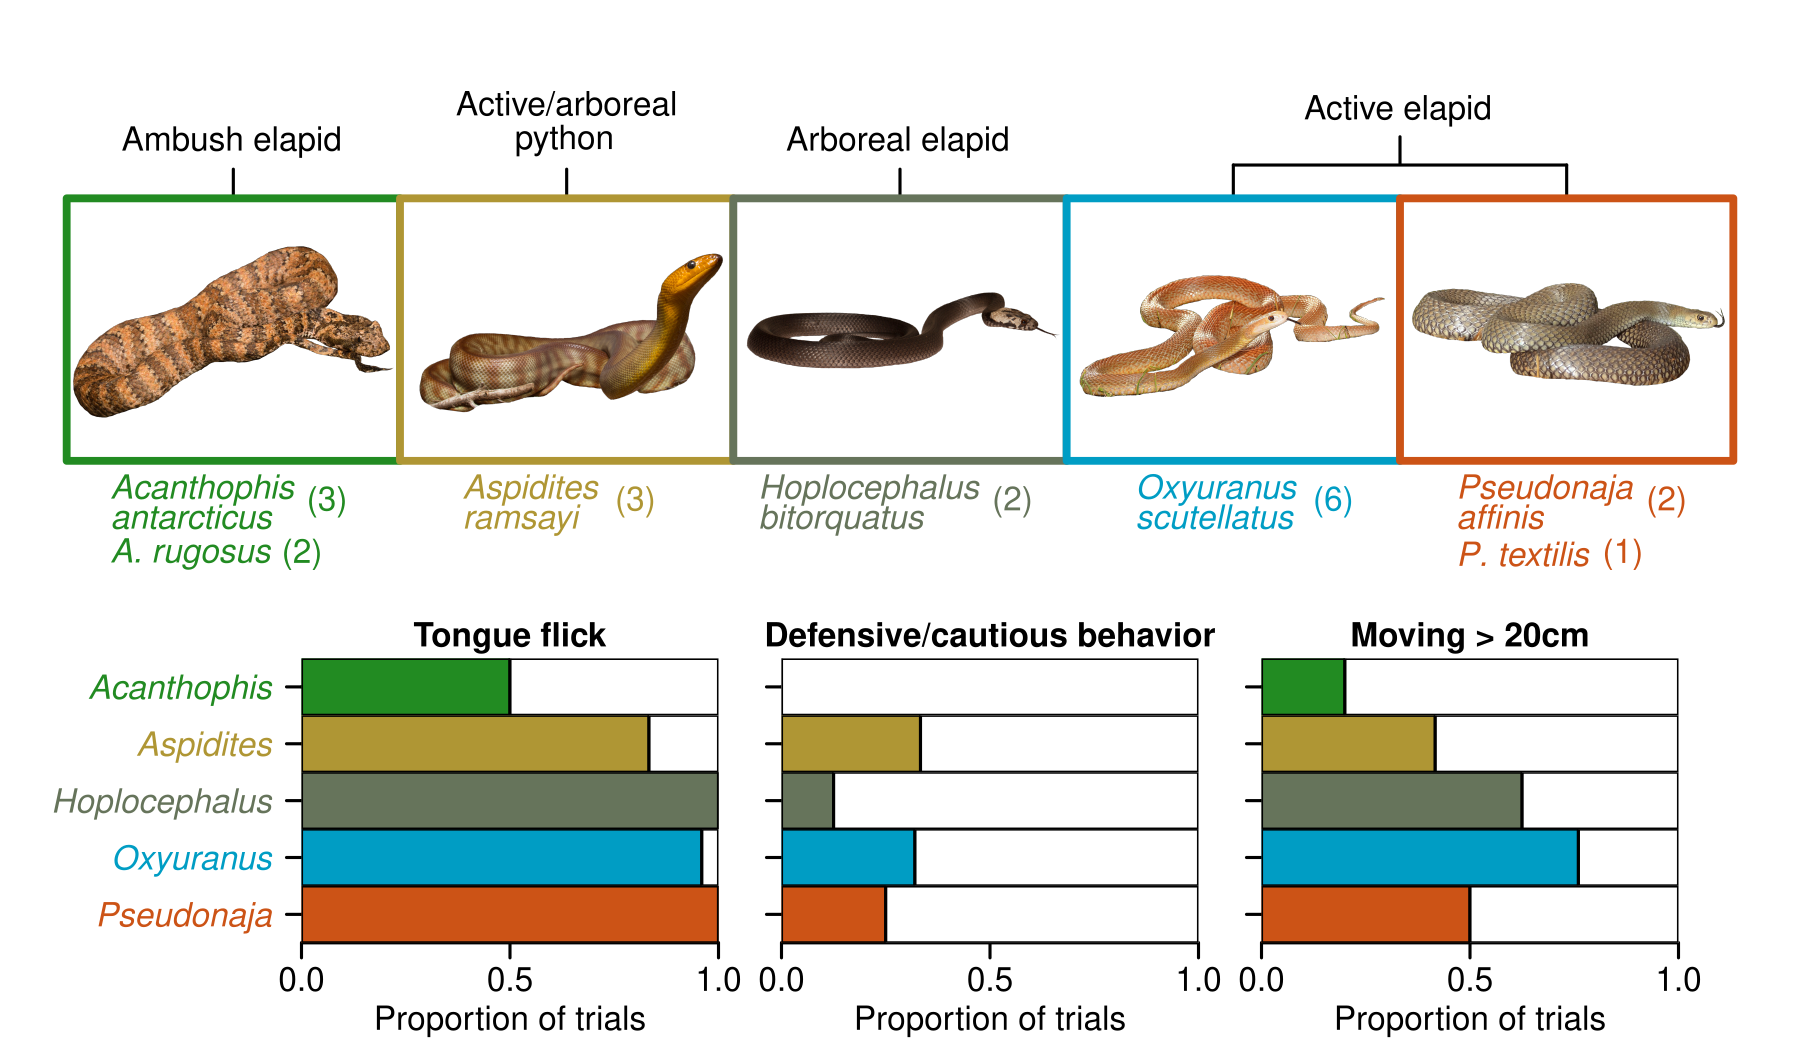 Active/arboreal
python
Ambush elapid
Arboreal elapid
Active elapid
Acanthophis
antarcticus (3)
A. rugosus (2)
Aspidites
ramsayi (3)
Hoplocephalus
bitorquatus (2)
Oxyuranus
scutellatus (6)
Pseudonaja
affinis (2)
P. textilis (1)
Tongue flick
Defensive/cautious behavior
Moving > 20cm
Acanthophis
Aspidites
Hoplocephalus
Oxyuranus
Pseudonaja
0.0 0.5 1.0
0.0 0.5 1.0
0.0 0.5 1.0
Proportion of trials
Proportion of trials
Proportion of trials